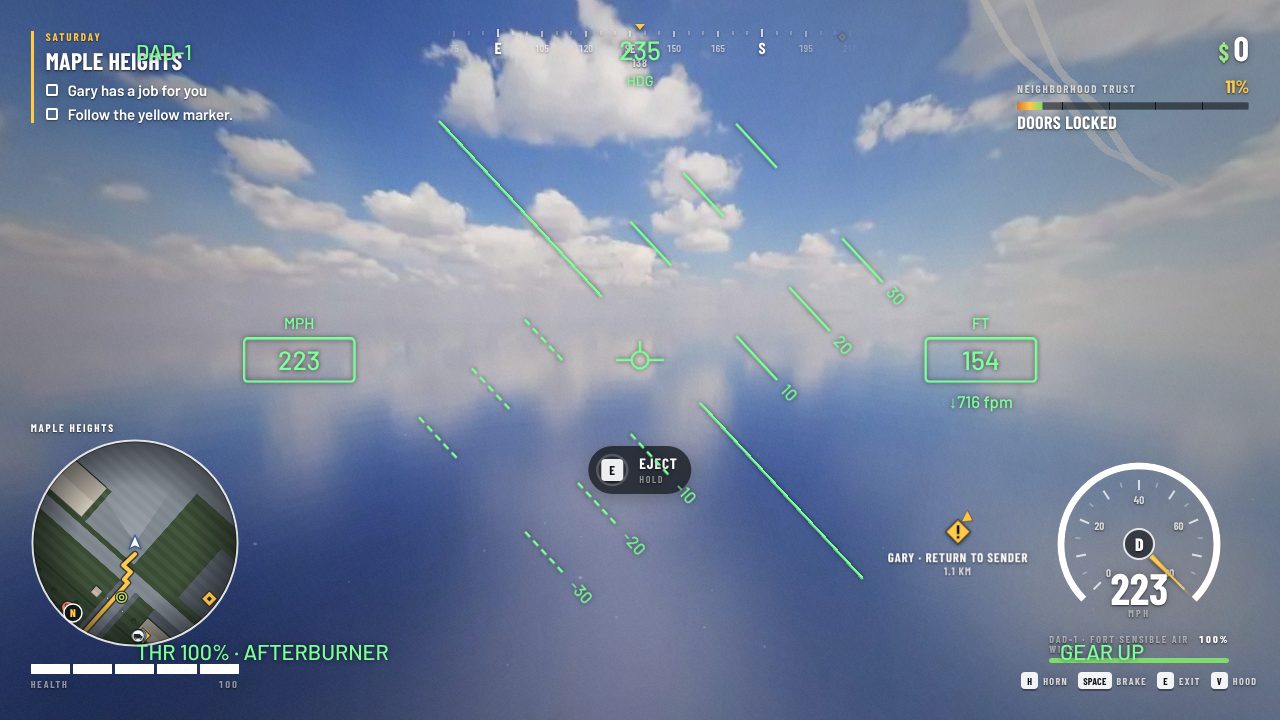 SATURDAY
MAPLE HEIGHTS
DAD-1
Gary has a job for you
Follow the yellow marker.
75 E 105 120 SE 150 165 S 195
235
138
HDG
$ 0
NEIGHBORHOOD TRUST 11%
DOORS LOCKED
MPH
223
FT
154
↓716 fpm
30
20
10
-10
-20
-30
E EJECT
HOLD
MAPLE HEIGHTS
N
GARY · RETURN TO SENDER
1.1 KM
0 20 40 60
D
223
MPH
THR 100% · AFTERBURNER
HEALTH 100
DAD-1 · FORT SENSIBLE AIR 100%
GEAR UP
H HORN SPACE BRAKE E EXIT V HOOD